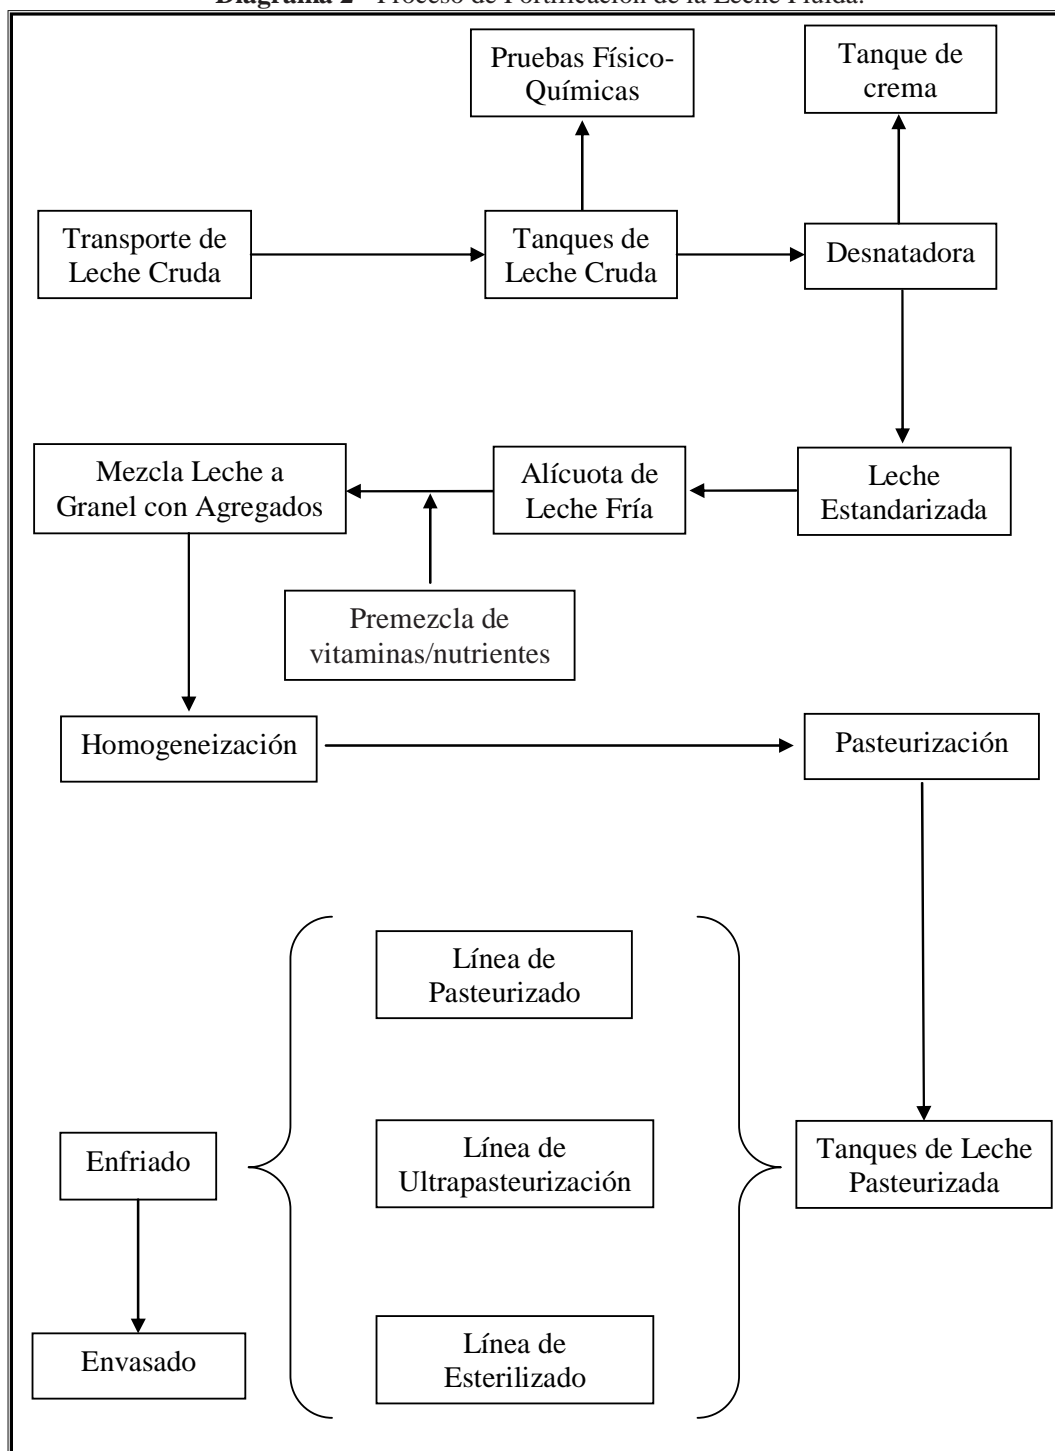 Diagrama 2 - Proceso de Fortificación de la Leche Fluida.
Pruebas Físico-
Químicas
Tanque de
crema
Transporte de
Leche Cruda
Tanques de
Leche Cruda
Desnatadora
Mezcla Leche a
Granel con Agregados
Alícuota de
Leche Fría
Leche
Estandarizada
Premezcla de
vitaminas/nutrientes
Homogeneización
Pasteurización
Línea de
Pasteurizado
Enfriado
Línea de
Ultrapasteurización
Tanques de Leche
Pasteurizada
Envasado
Línea de
Esterilizado